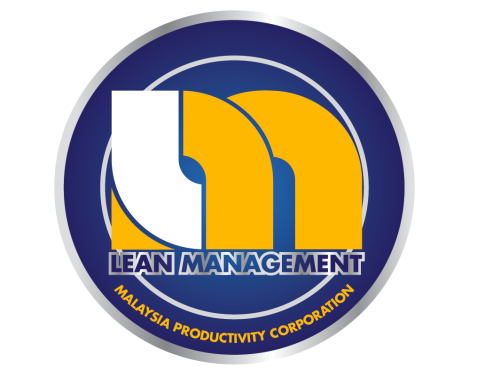 LEAN MANAGEMENT
MALAYSIA PRODUCTIVITY CORPORATION